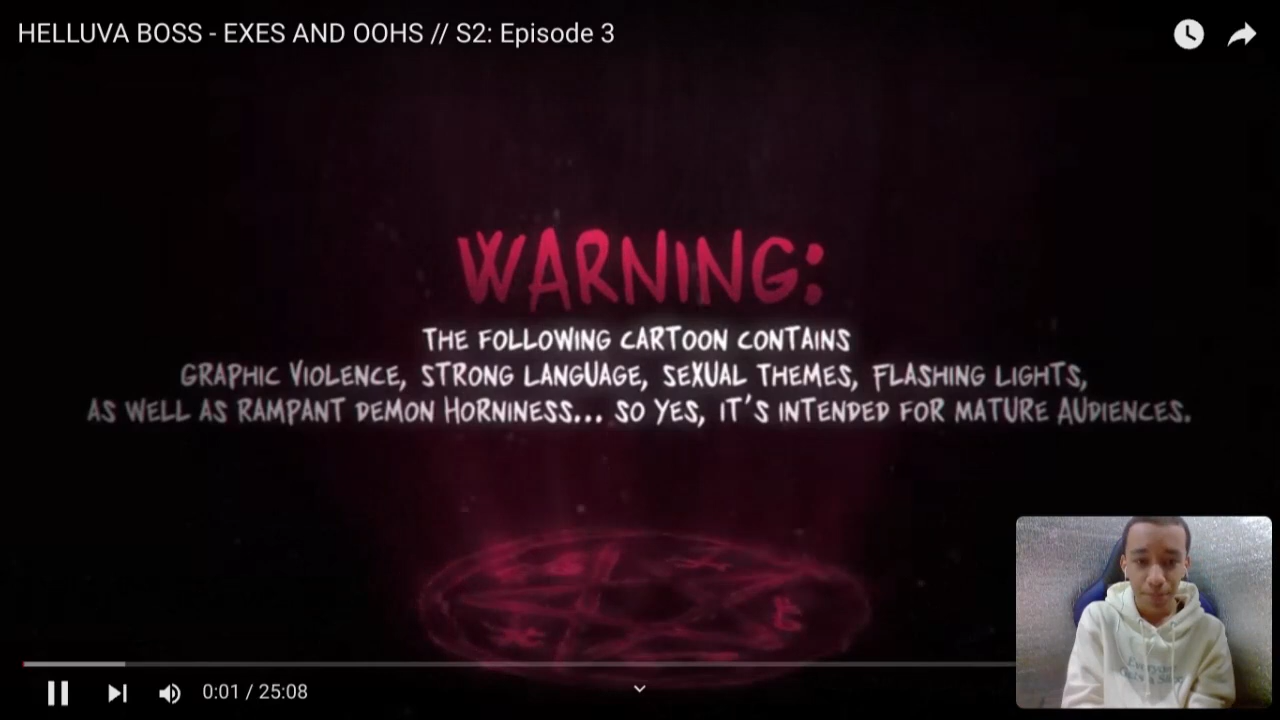 HELLUVA BOSS - EXES AND OOHS // S2: Episode 3
WARNING:
THE FOLLOWING CARTOON CONTAINS
GRAPHIC VIOLENCE, STRONG LANGUAGE, SEXUAL THEMES, FLASHING LIGHTS,
AS WELL AS RAMPANT DEMON HORNINESS... SO YES, IT'S INTENDED FOR MATURE AUDIENCES.
0:01 / 25:08